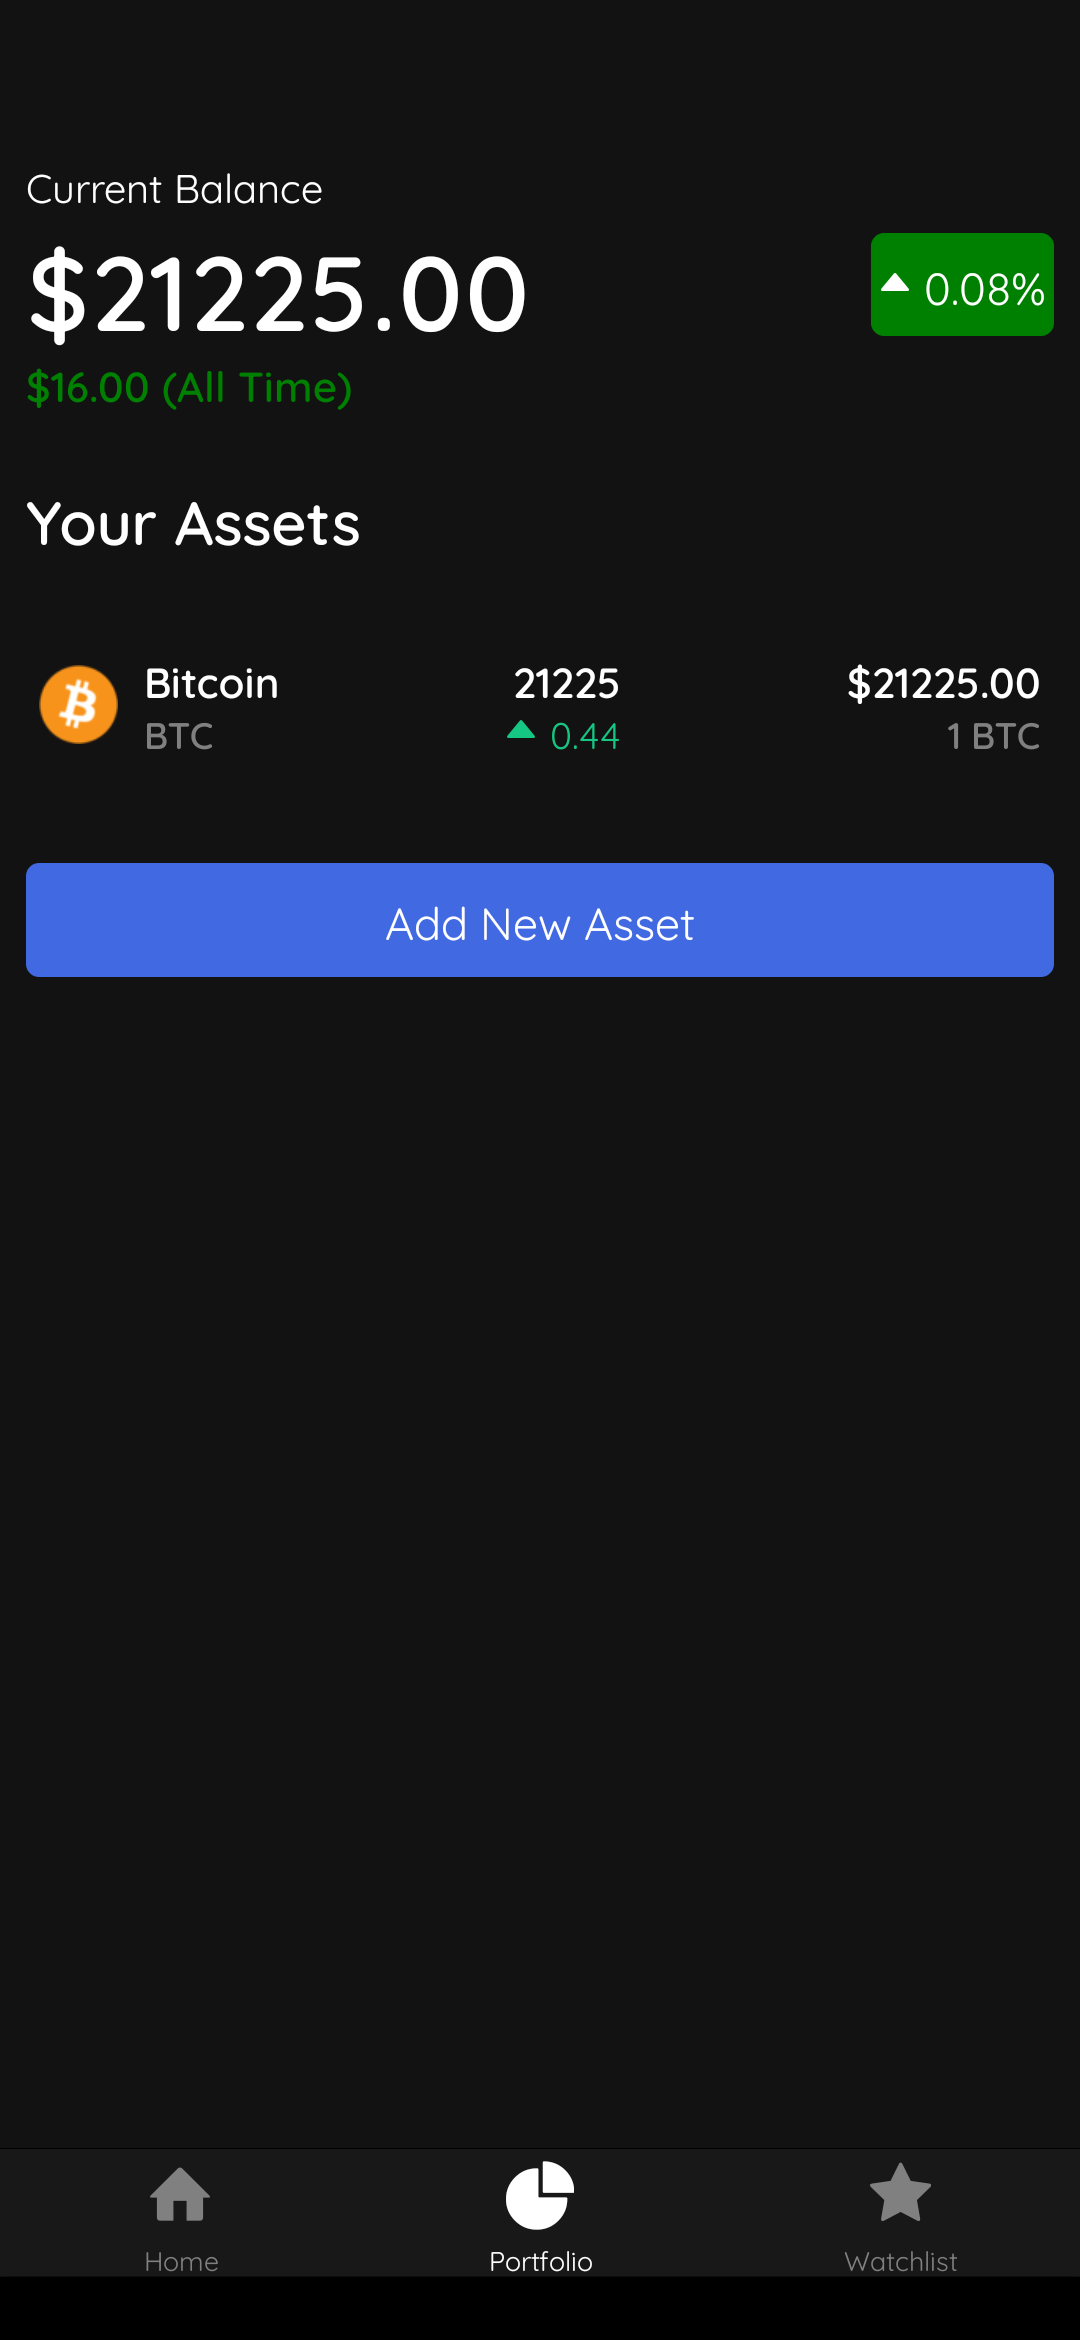 Current Balance
$21225.00
0.08%
$16.00 (All Time)
Your Assets
Bitcoin 21225 $21225.00
BTC 0.44 1 BTC
Add New Asset
Home Portfolio Watchlist